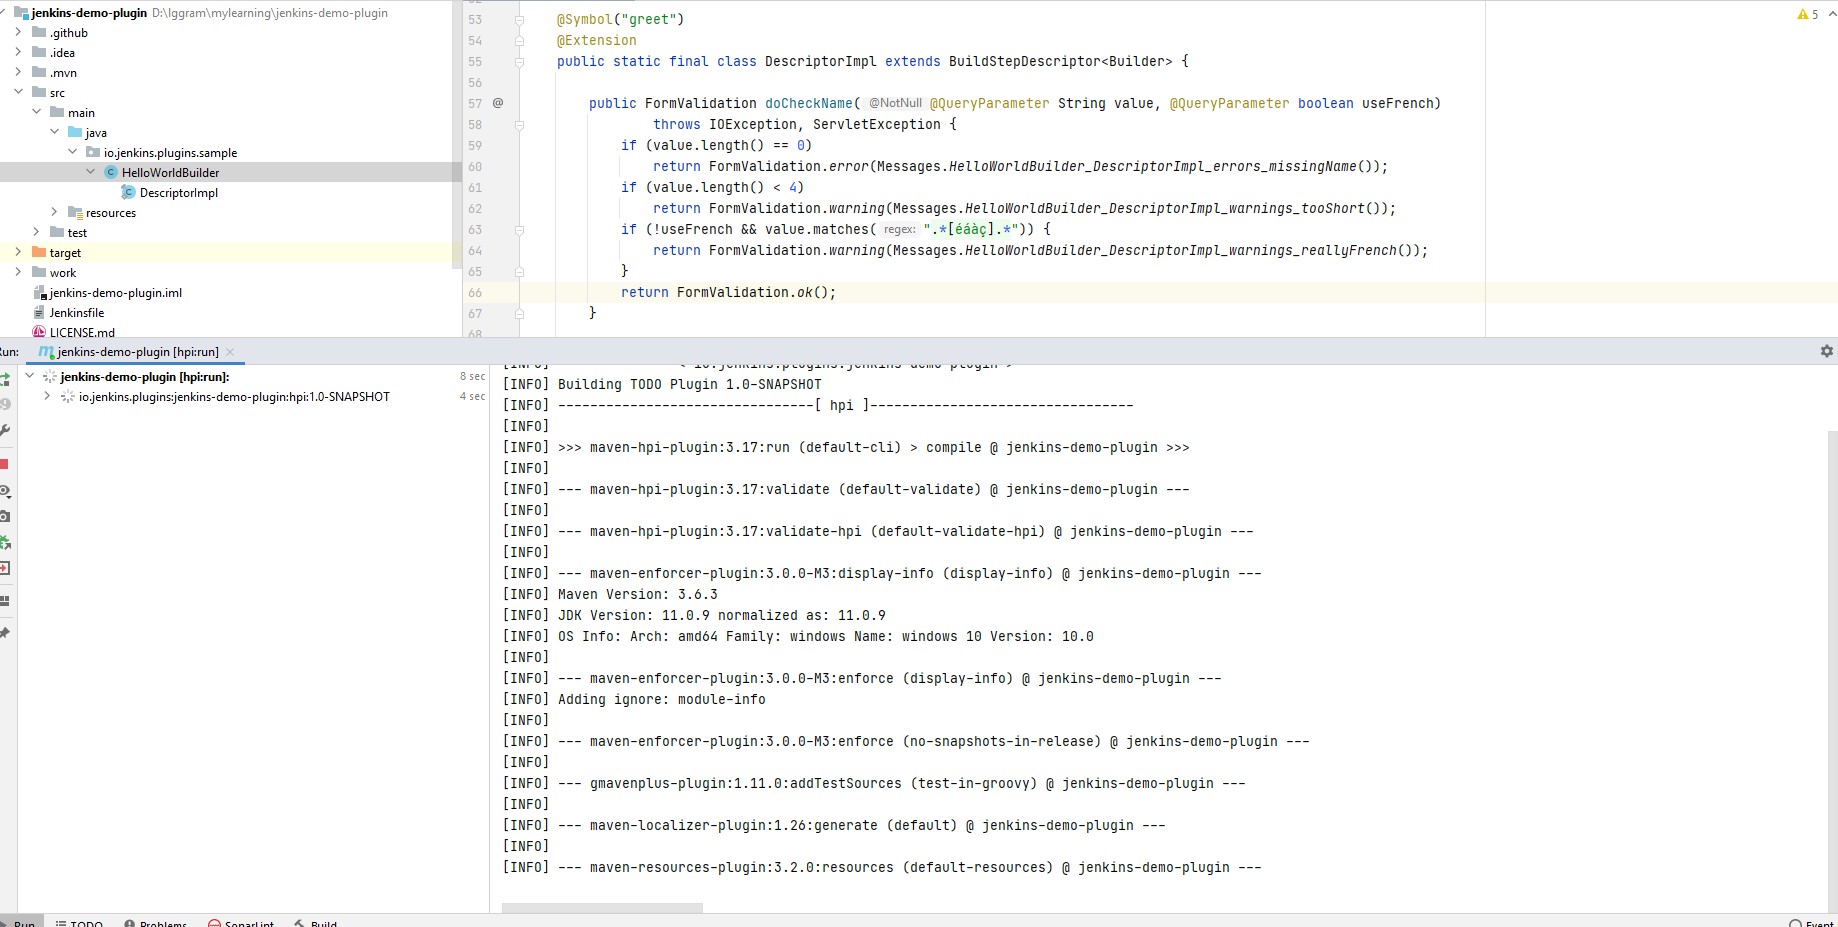 jenkins-demo-plugin D:\lggram\mylearning\jenkins-demo-plugin
.github
.idea
.mvn
src
main
java
io.jenkins.plugins.sample
HelloWorldBuilder
DescriptorImpl
resources
test
target
work
jenkins-demo-plugin.iml
Jenkinsfile
LICENSE.md
53 @Symbol("greet")
54 @Extension
55 public static final class DescriptorImpl extends BuildStepDescriptor<Builder> {
56
57 @ public FormValidation doCheckName( @NotNull @QueryParameter String value, @QueryParameter boolean useFrench)
58 throws IOException, ServletException {
59 if (value.length() == 0)
60 return FormValidation.error(Messages.HelloWorldBuilder_DescriptorImpl_errors_missingName());
61 if (value.length() < 4)
62 return FormValidation.warning(Messages.HelloWorldBuilder_DescriptorImpl_warnings_tooShort());
63 if (!useFrench && value.matches( regex: ".*[éáàç].*")) {
64 return FormValidation.warning(Messages.HelloWorldBuilder_DescriptorImpl_warnings_reallyFrench());
65 }
66 return FormValidation.ok();
67 }
68
5
Run: jenkins-demo-plugin [hpi:run]
jenkins-demo-plugin [hpi:run]: 8 sec
io.jenkins.plugins:jenkins-demo-plugin:hpi:1.0-SNAPSHOT 4 sec
[INFO] < io.jenkins.plugins:jenkins-demo-plugin >
[INFO] Building TODO Plugin 1.0-SNAPSHOT
[INFO] --------------------------------[ hpi ]---------------------------------
[INFO]
[INFO] >>> maven-hpi-plugin:3.17:run (default-cli) > compile @ jenkins-demo-plugin >>>
[INFO]
[INFO] --- maven-hpi-plugin:3.17:validate (default-validate) @ jenkins-demo-plugin ---
[INFO]
[INFO] --- maven-hpi-plugin:3.17:validate-hpi (default-validate-hpi) @ jenkins-demo-plugin ---
[INFO]
[INFO] --- maven-enforcer-plugin:3.0.0-M3:display-info (display-info) @ jenkins-demo-plugin ---
[INFO] Maven Version: 3.6.3
[INFO] JDK Version: 11.0.9 normalized as: 11.0.9
[INFO] OS Info: Arch: amd64 Family: windows Name: windows 10 Version: 10.0
[INFO]
[INFO] --- maven-enforcer-plugin:3.0.0-M3:enforce (display-info) @ jenkins-demo-plugin ---
[INFO] Adding ignore: module-info
[INFO]
[INFO] --- maven-enforcer-plugin:3.0.0-M3:enforce (no-snapshots-in-release) @ jenkins-demo-plugin ---
[INFO]
[INFO] --- gmavenplus-plugin:1.11.0:addTestSources (test-in-groovy) @ jenkins-demo-plugin ---
[INFO]
[INFO] --- maven-localizer-plugin:1.26:generate (default) @ jenkins-demo-plugin ---
[INFO]
[INFO] --- maven-resources-plugin:3.2.0:resources (default-resources) @ jenkins-demo-plugin ---
Run TODO Problems SonarLint Build Event